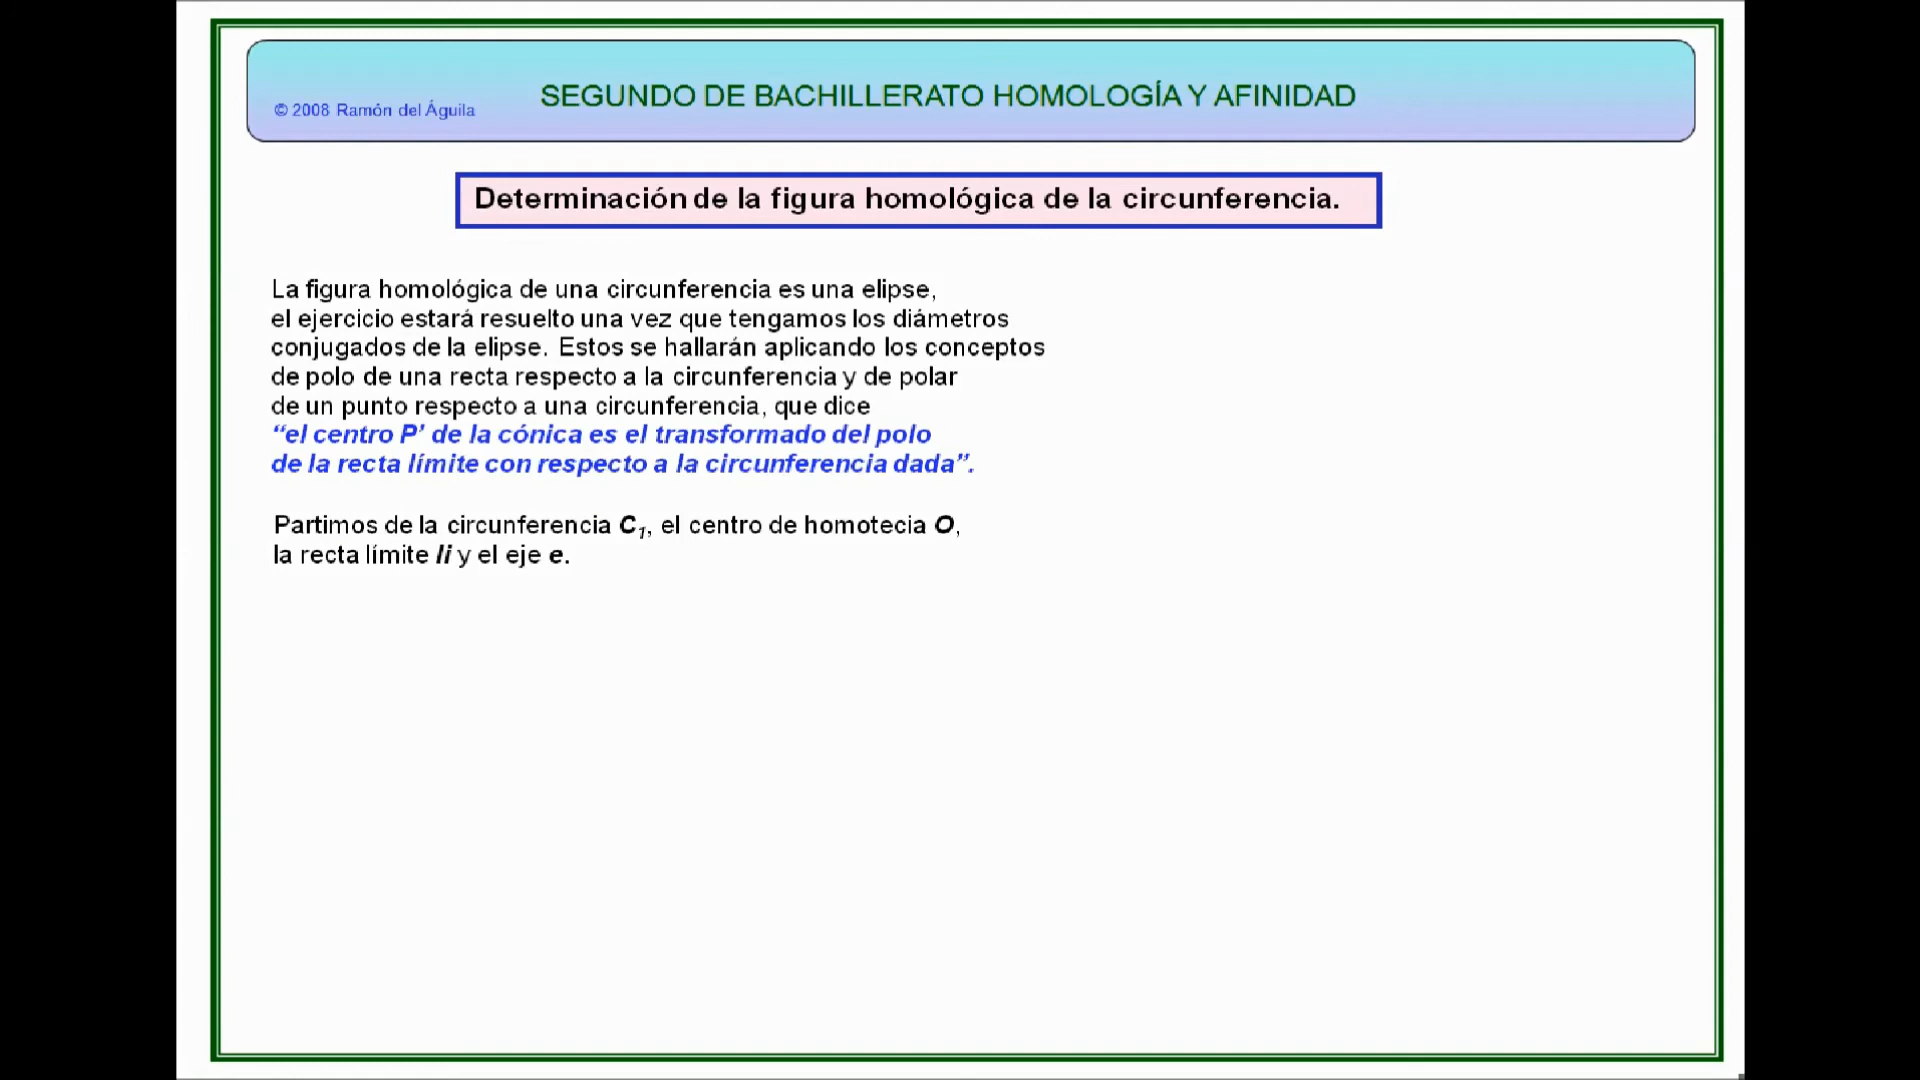 © 2008 Ramón del Águila
SEGUNDO DE BACHILLERATO HOMOLOGÍA Y AFINIDAD
Determinación de la figura homológica de la circunferencia.
La figura homológica de una circunferencia es una elipse,
el ejercicio estará resuelto una vez que tengamos los diámetros
conjugados de la elipse. Estos se hallarán aplicando los conceptos
de polo de una recta respecto a la circunferencia y de polar
de un punto respecto a una circunferencia, que dice
“el centro P’ de la cónica es el transformado del polo
de la recta límite con respecto a la circunferencia dada”.
Partimos de la circunferencia C₁, el centro de homotecia O,
la recta límite li y el eje e.